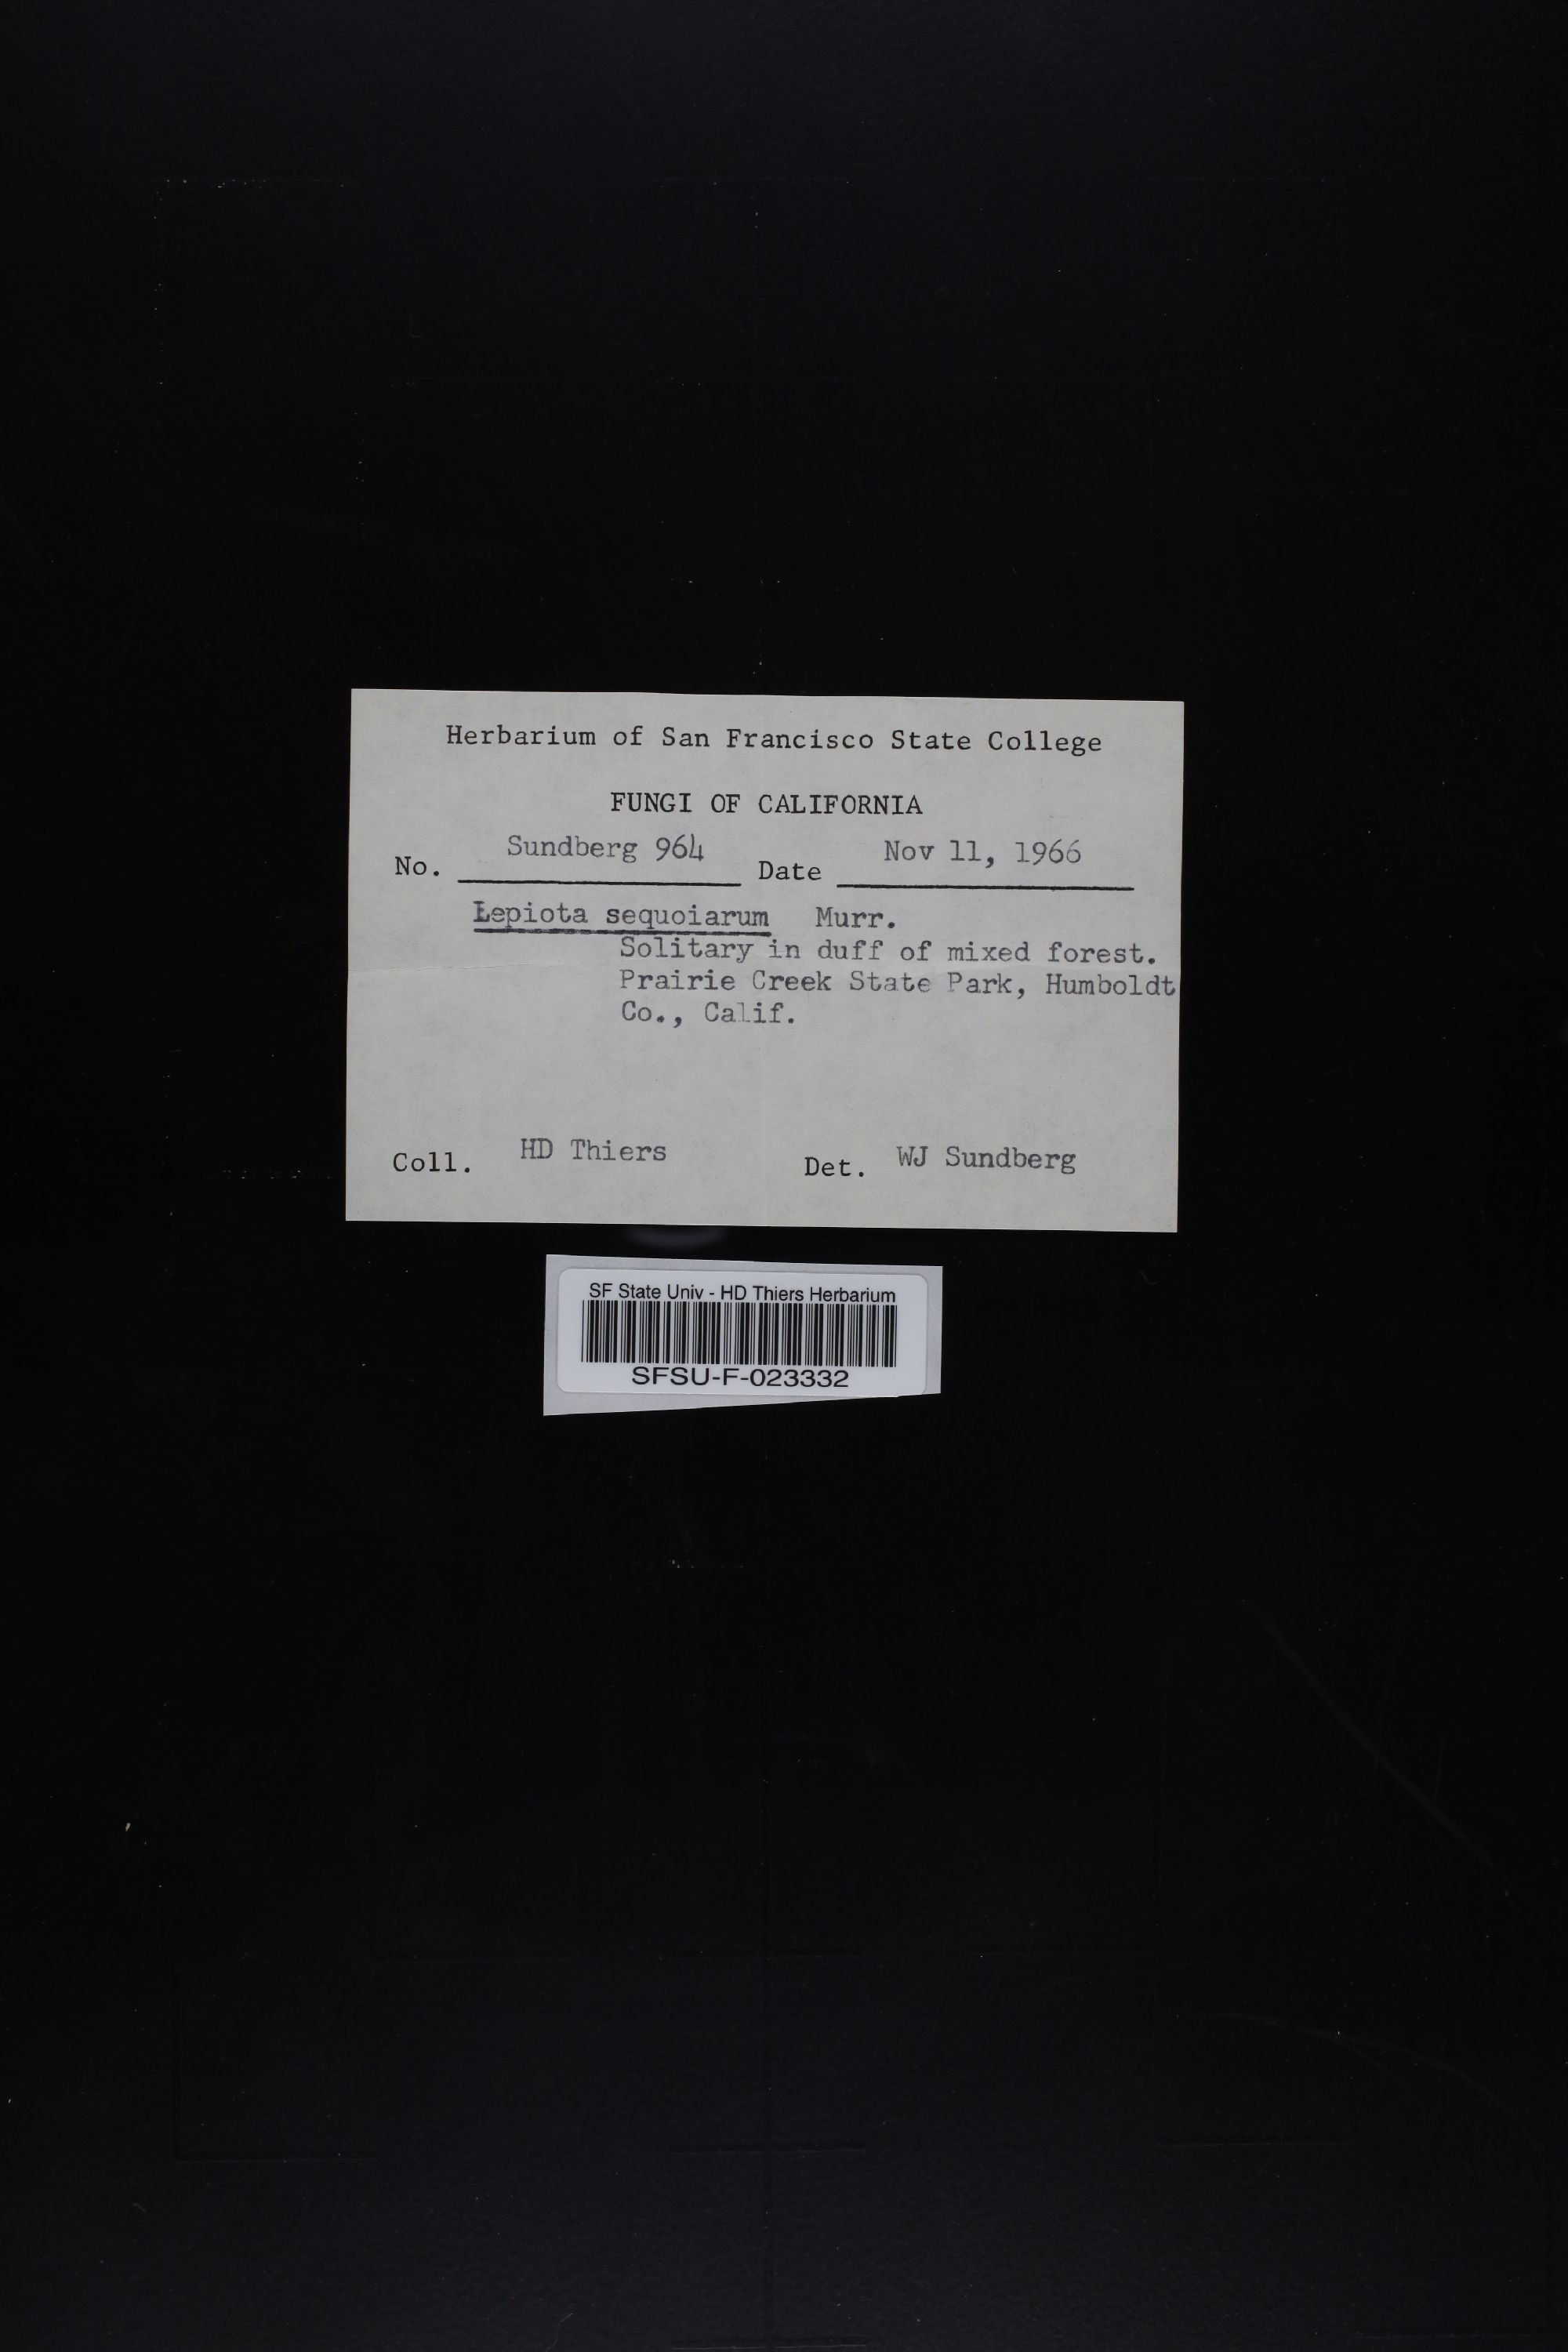 Herbarium of San Francisco State College
FUNGI OF CALIFORNIA
No. Sundberg 964 Date Nov 11, 1966
Lepiota sequoiarum Murr.
Solitary in duff of mixed forest.
Prairie Creek State Park, Humboldt
Co., Calif.
Coll. HD Thiers Det. WJ Sundberg
SF State Univ - HD Thiers Herbarium
SFSU-F-023332